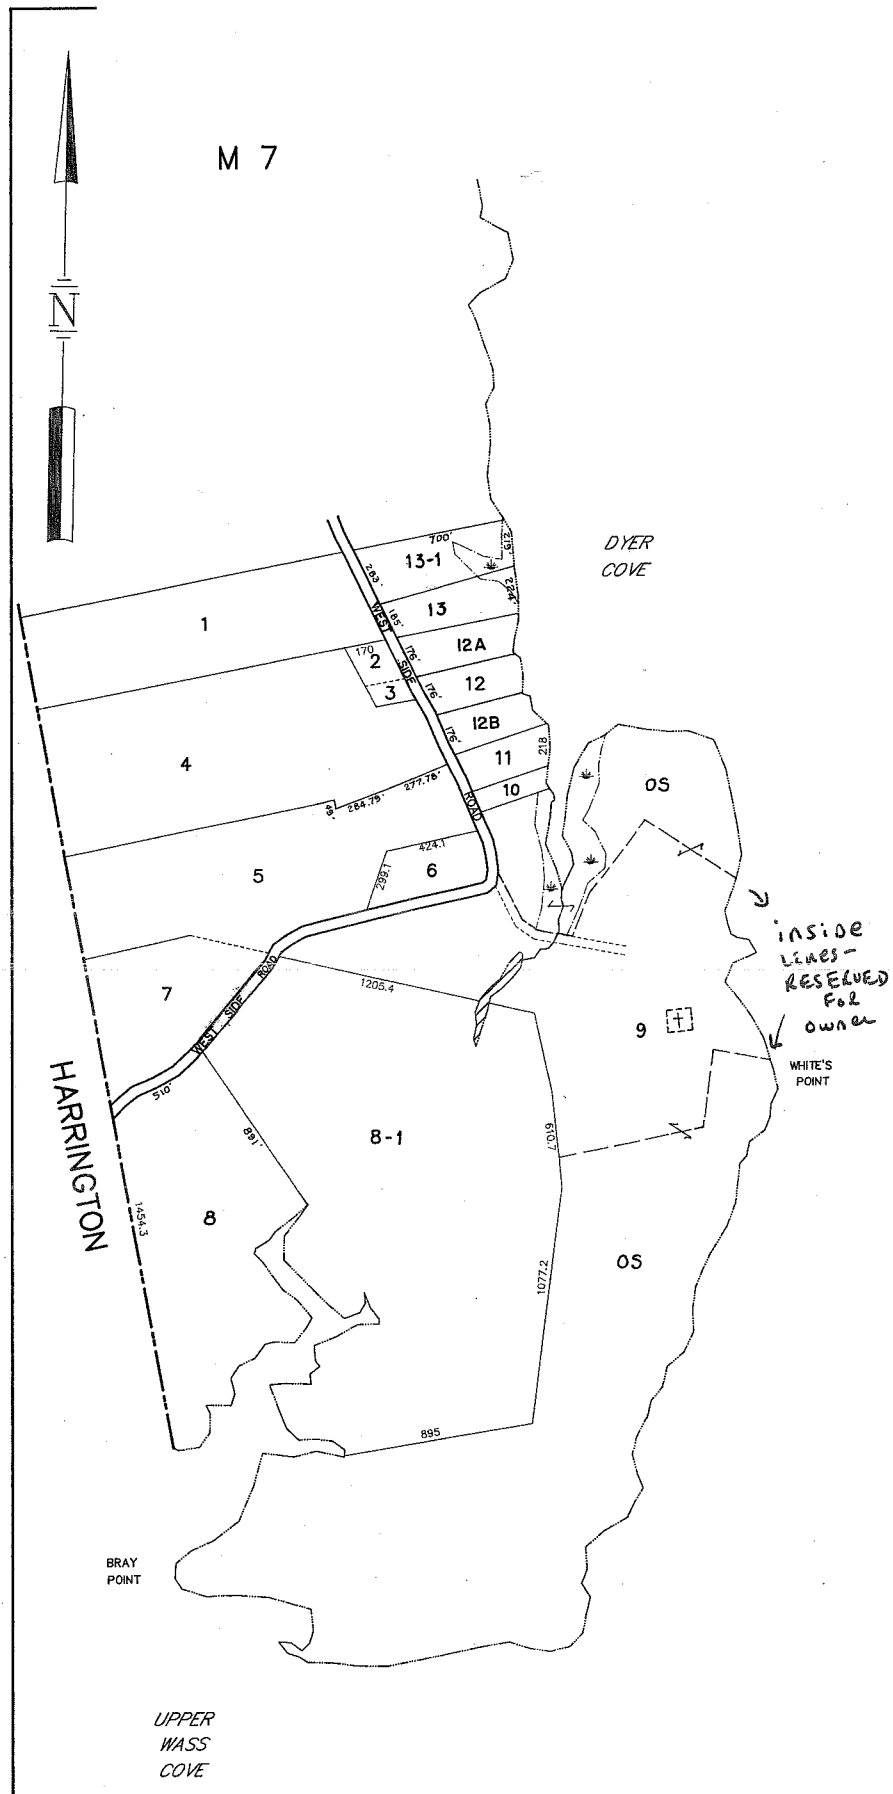 M 7
N
DYER
COVE
700'
219
13-1
283'
224'
WEST
185'
13
1
170
2
176'
12A
SIDE
3
176'
12
176'
12B
4
277.78'
284.79'
49'
218
11
10
ROAD
OS
424.1
299.1
6
5
inside
LINES-
RESERVED
FOR
owner
1205.4
7
WEST SIDE ROAD
9
WHITE'S
POINT
510'
HARRINGTON
891'
8-1
610.7
1454.3
8
OS
1077.2
895
BRAY
POINT
UPPER
WASS
COVE